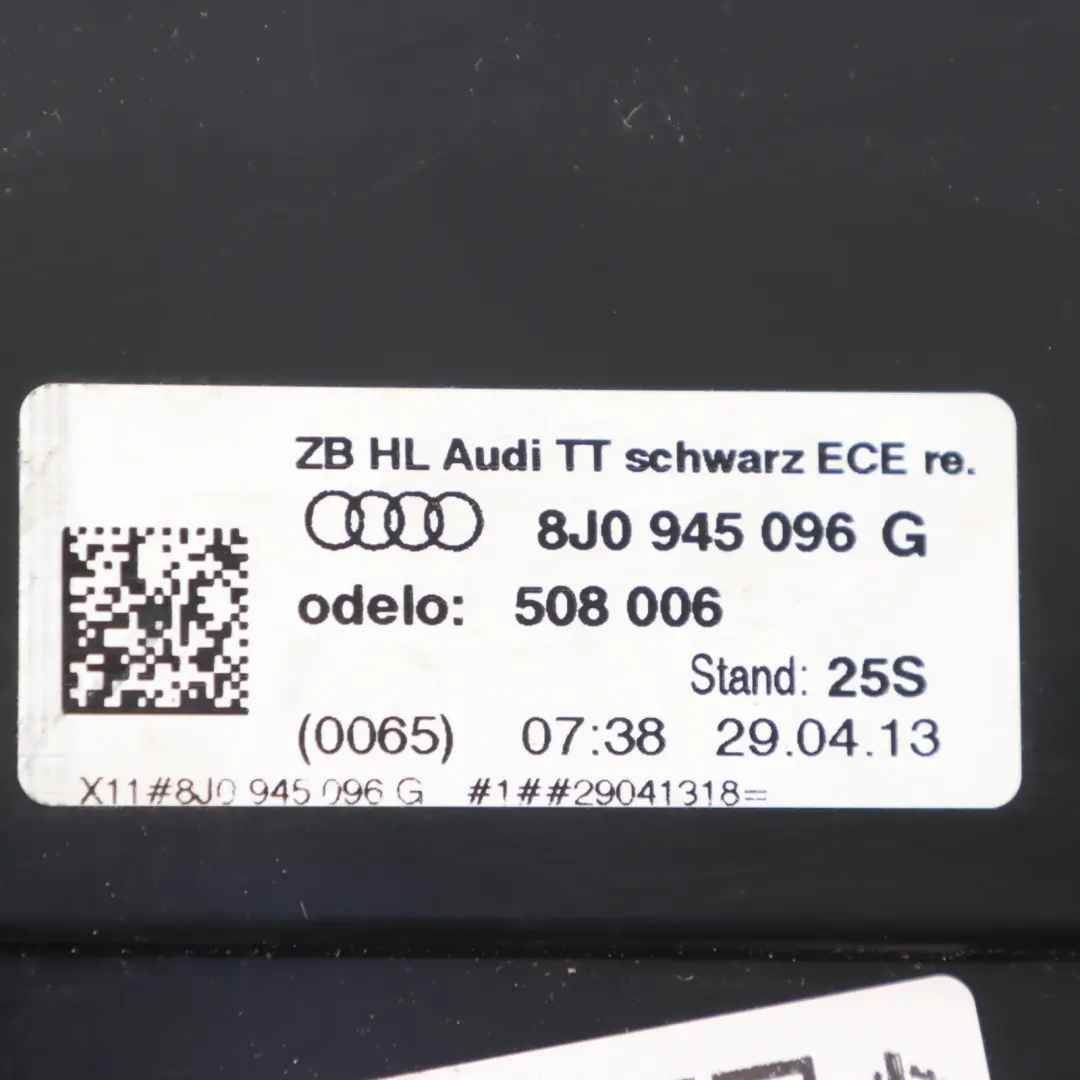 ZB HL Audi TT schwarz ECE re.
8J0 945 096 G
odelo: 508 006
Stand: 25S
(0065) 07:38 29.04.13
X11#8J0 945 096 G #1##29041318=